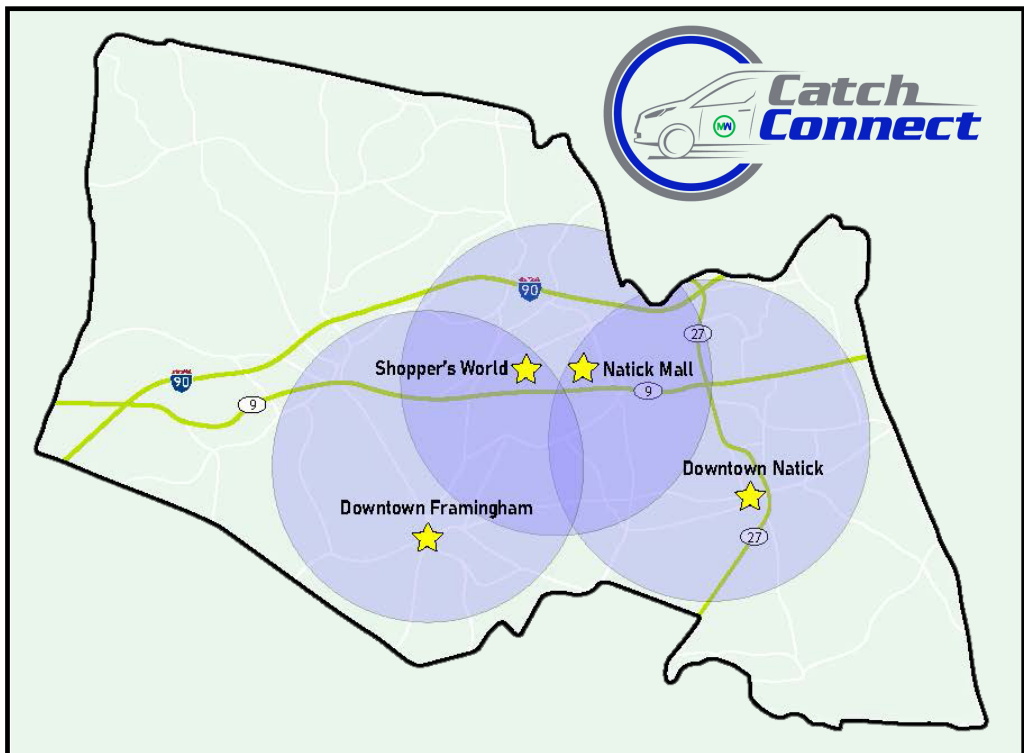 Catch
Connect
MW
90
27
Shopper's World
Natick Mall
90
9
9
Downtown Natick
Downtown Framingham
27